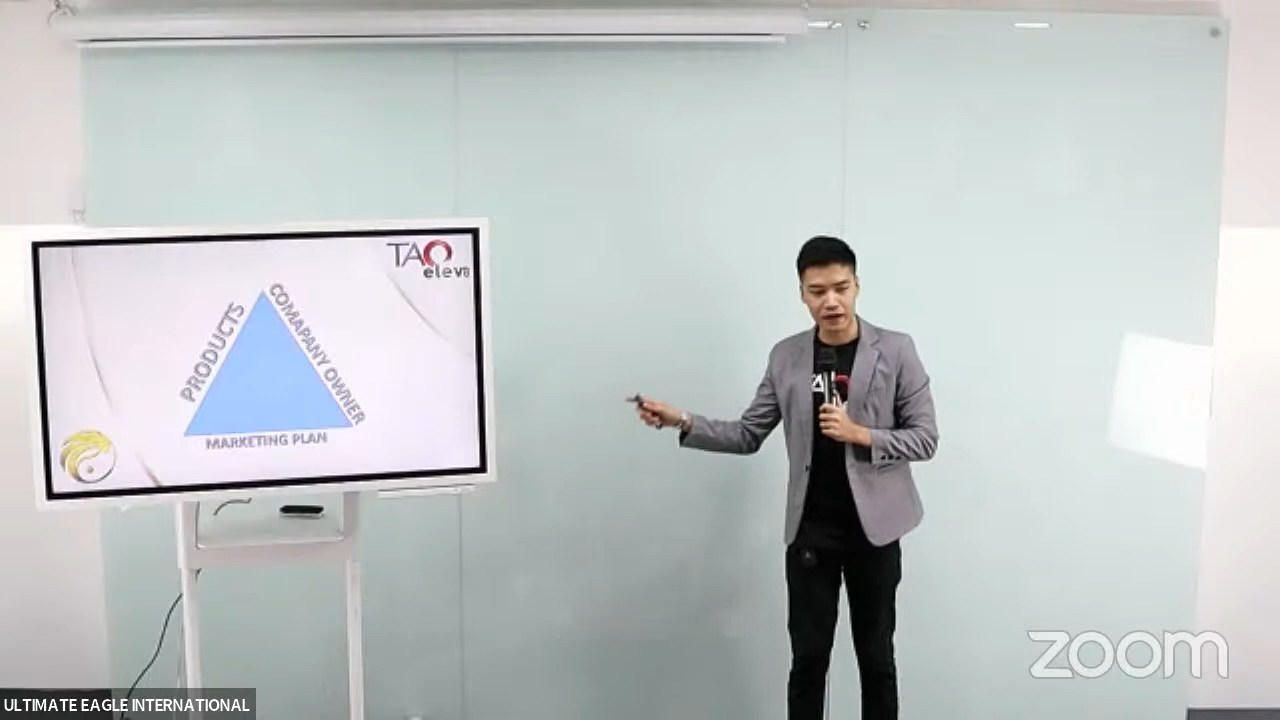 TAO
elev8
PRODUCTS
COMAPANY OWNER
MARKETING PLAN
zoom
ULTIMATE EAGLE INTERNATIONAL